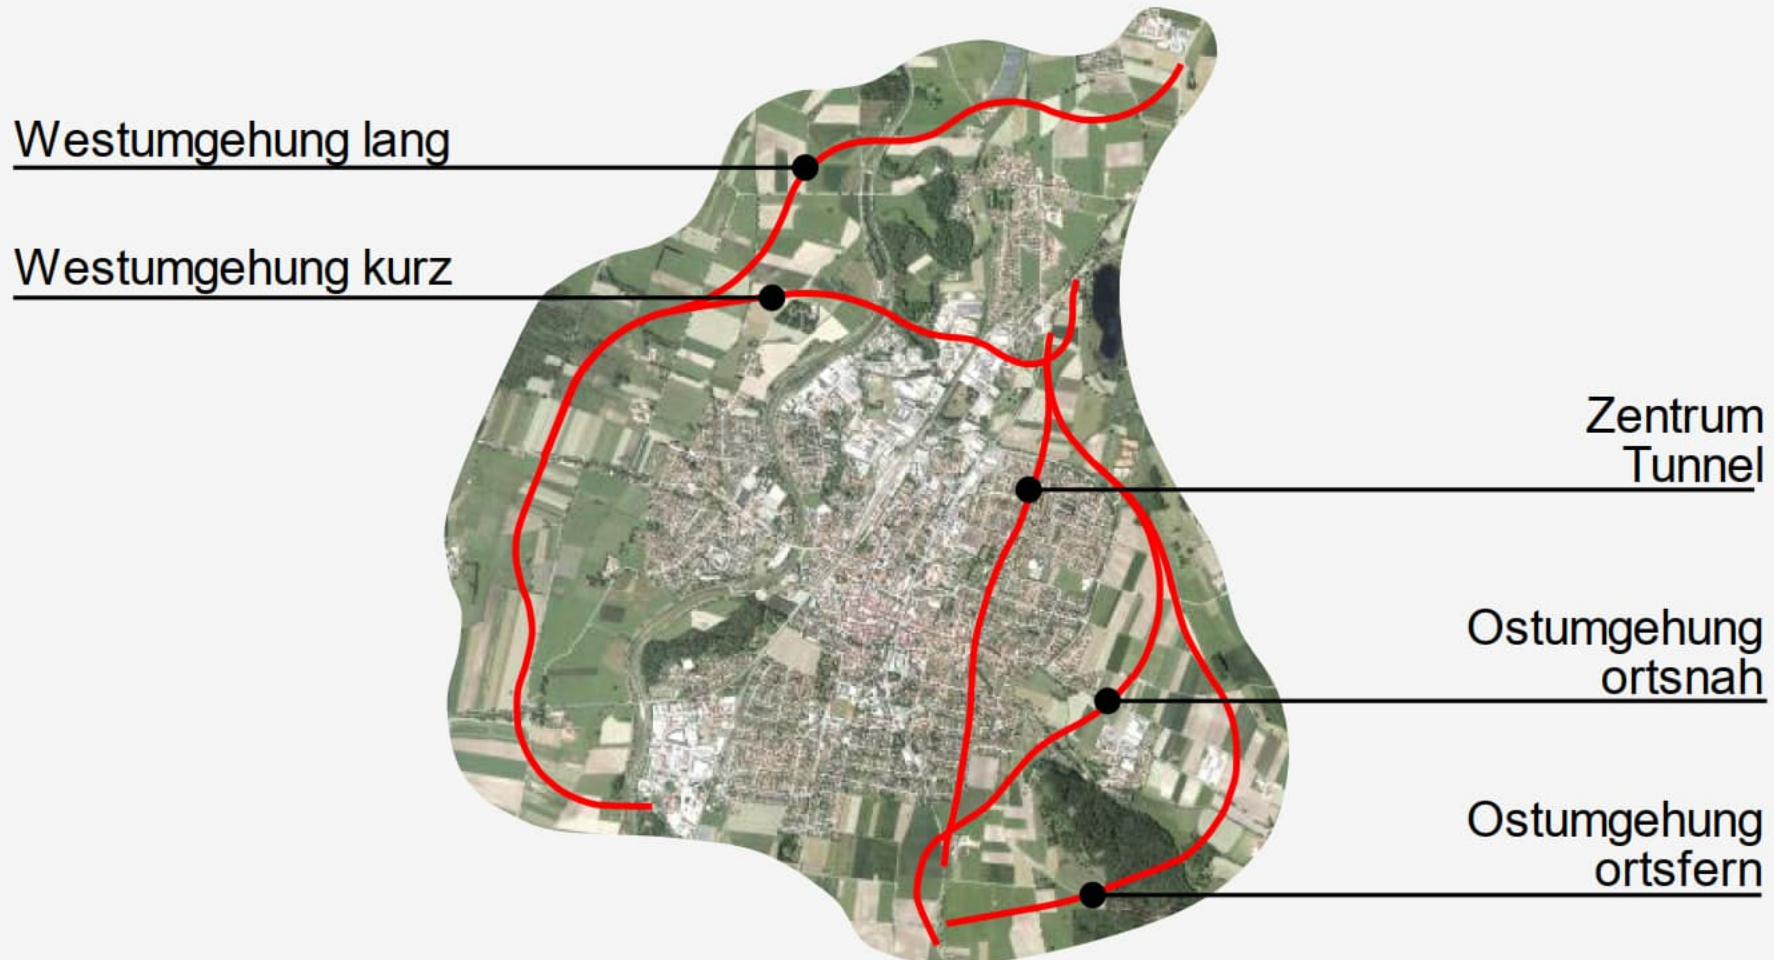 Westumgehung lang
Westumgehung kurz
Zentrum
Tunnel
Ostumgehung
ortsnah
Ostumgehung
ortsfern